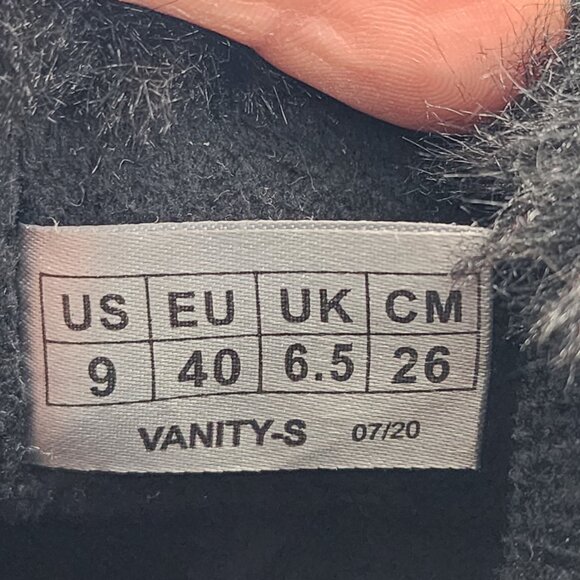 US EU UK CM
9 40 6.5 26
VANITY-S 07/20